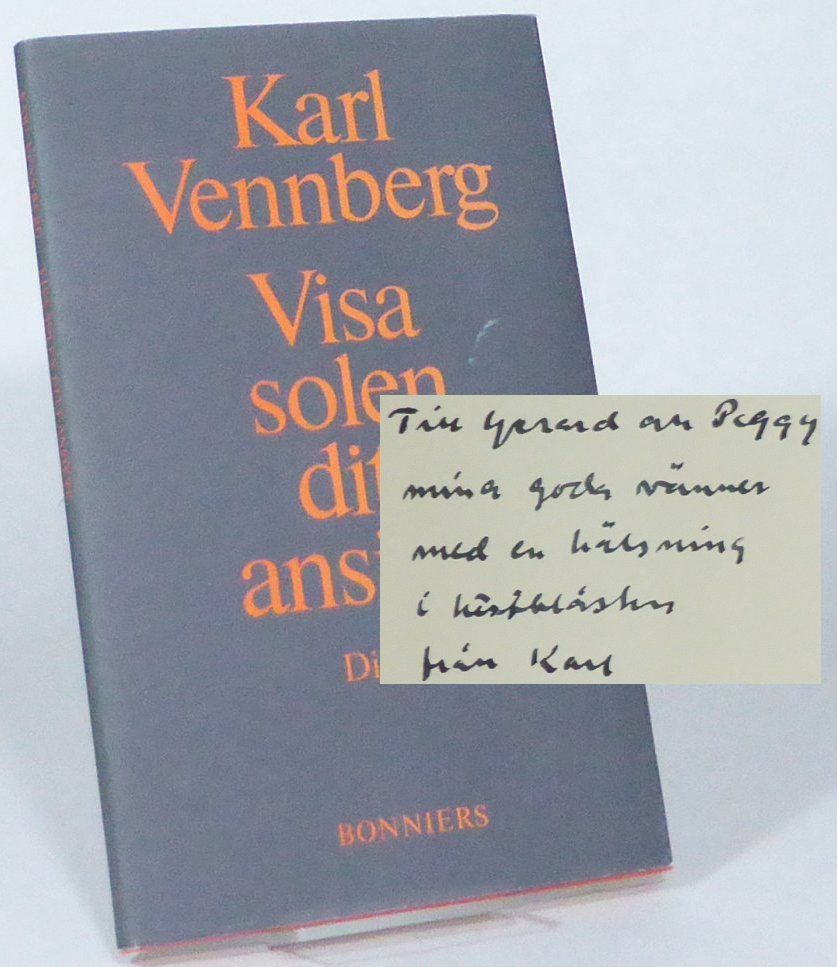 Karl
Vennberg
Visa
solen
dit
ansi
Di
BONNIERS
Till Gerard och Peggy
mina goda vänner
med en hälsning
i höstblåsten
från Karl